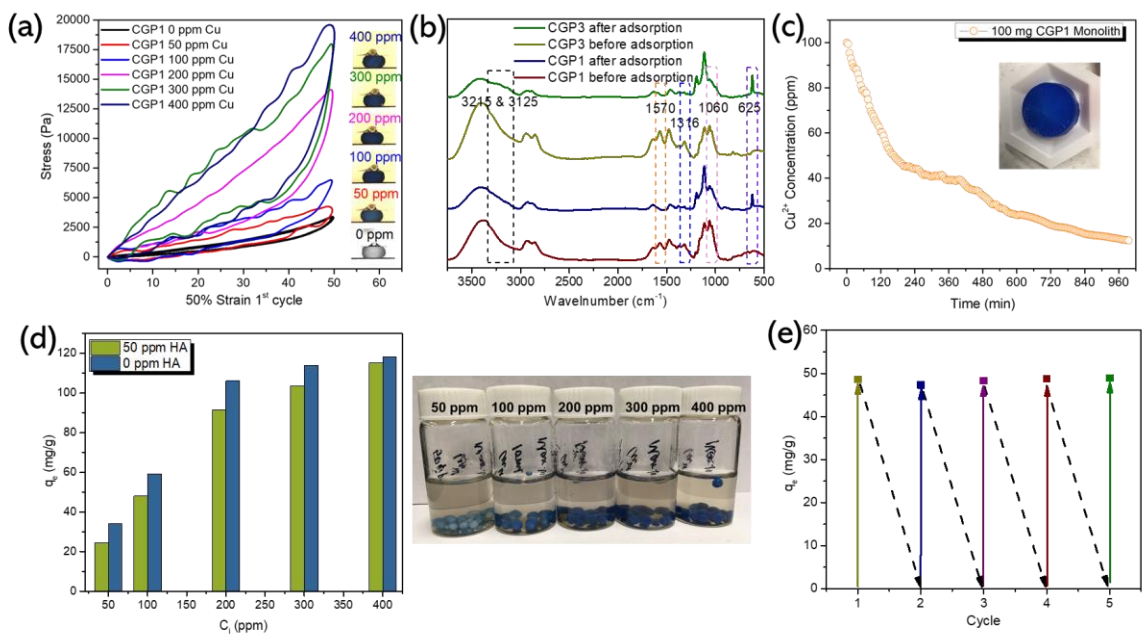 (a)
CGP1 0 ppm Cu
CGP1 50 ppm Cu
CGP1 100 ppm Cu
CGP1 200 ppm Cu
CGP1 300 ppm Cu
CGP1 400 ppm Cu
400 ppm
300 ppm
200 ppm
100 ppm
50 ppm
0 ppm
20000
17500
15000
12500
10000
7500
5000
2500
0
Stress (Pa)
0 10 20 30 40 50 60
50% Strain 1st cycle
(b)
CGP3 after adsorption
CGP3 before adsorption
CGP1 after adsorption
CGP1 before adsorption
3215 & 3125
1570
1316
1060
625
3500 3000 2500 2250 1750 1500 1000 500
Wavelnumber (cm-1)
(c)
100 mg CGP1 Monolith
100
80
60
40
20
0
Cu2+ Concentration (ppm)
0 120 240 360 480 600 720 840 960
Time (min)
(d)
50 ppm HA
0 ppm HA
120
100
80
60
40
20
0
qe (mg/g)
50 100 200 300 400
Ci (ppm)
50 ppm
100 ppm
200 ppm
300 ppm
400 ppm
(e)
60
50
40
30
20
10
0
qe (mg/g)
1 2 3 4 5
Cycle